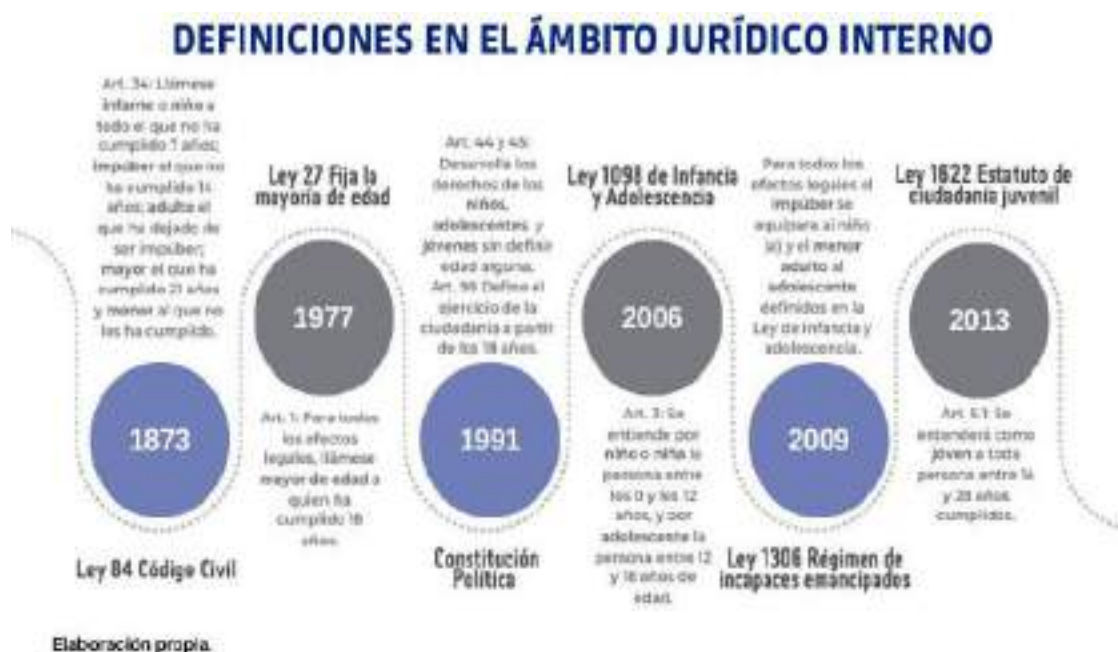 DEFINICIONES EN EL ÁMBITO JURÍDICO INTERNO
Art. 34: Llámese
infante o niño a
todo el que no ha
cumplido 7 años;
impúber el que no
ha cumplido 14
años; adulto el
que ha dejado de
ser impúber;
mayor el que ha
cumplido 21 años
y menor al que no
los ha cumplido.
1873
Ley 84 Código Civil
Ley 27 Fija la
mayoría de edad
1977
Art. 1: Para todos
los efectos
legales, llámese
mayor de edad a
quien ha
cumplido 18
años.
Art. 44 y 45:
Desarrolla los
derechos de los
niños,
adolescentes, y
jóvenes sin definir
edad alguna.
Art. 98 Define el
ejercicio de la
ciudadanía a partir
de los 18 años.
1991
Constitución
Política
Ley 1098 de Infancia
y Adolescencia
2006
Art. 3: Se
entiende por
niño o niña la
persona entre
los 0 y los 12
años, y por
adolescente la
persona entre 12
y 18 años de
edad.
Para todos los
efectos legales el
impúber se
equipara al niño
(a) y el menor
adulto al
adolescente
definidos en la
Ley de infancia y
adolescencia.
2009
Ley 1306 Régimen de
incapaces emancipados
Ley 1622 Estatuto de
ciudadanía juvenil
2013
Art. 5.1: Se
entenderá como
joven a toda
persona entre 14
y 28 años
cumplidos.
Elaboración propia.